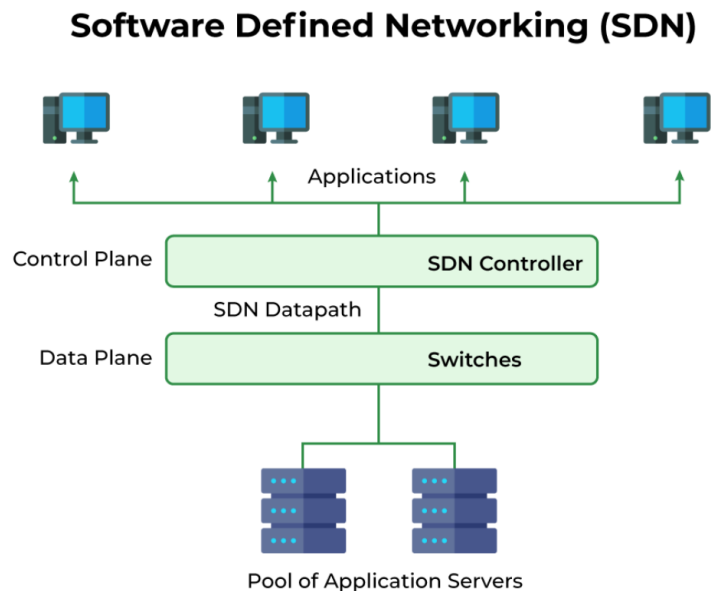 Software Defined Networking (SDN)
Applications
Control Plane
SDN Controller
SDN Datapath
Data Plane
Switches
Pool of Application Servers